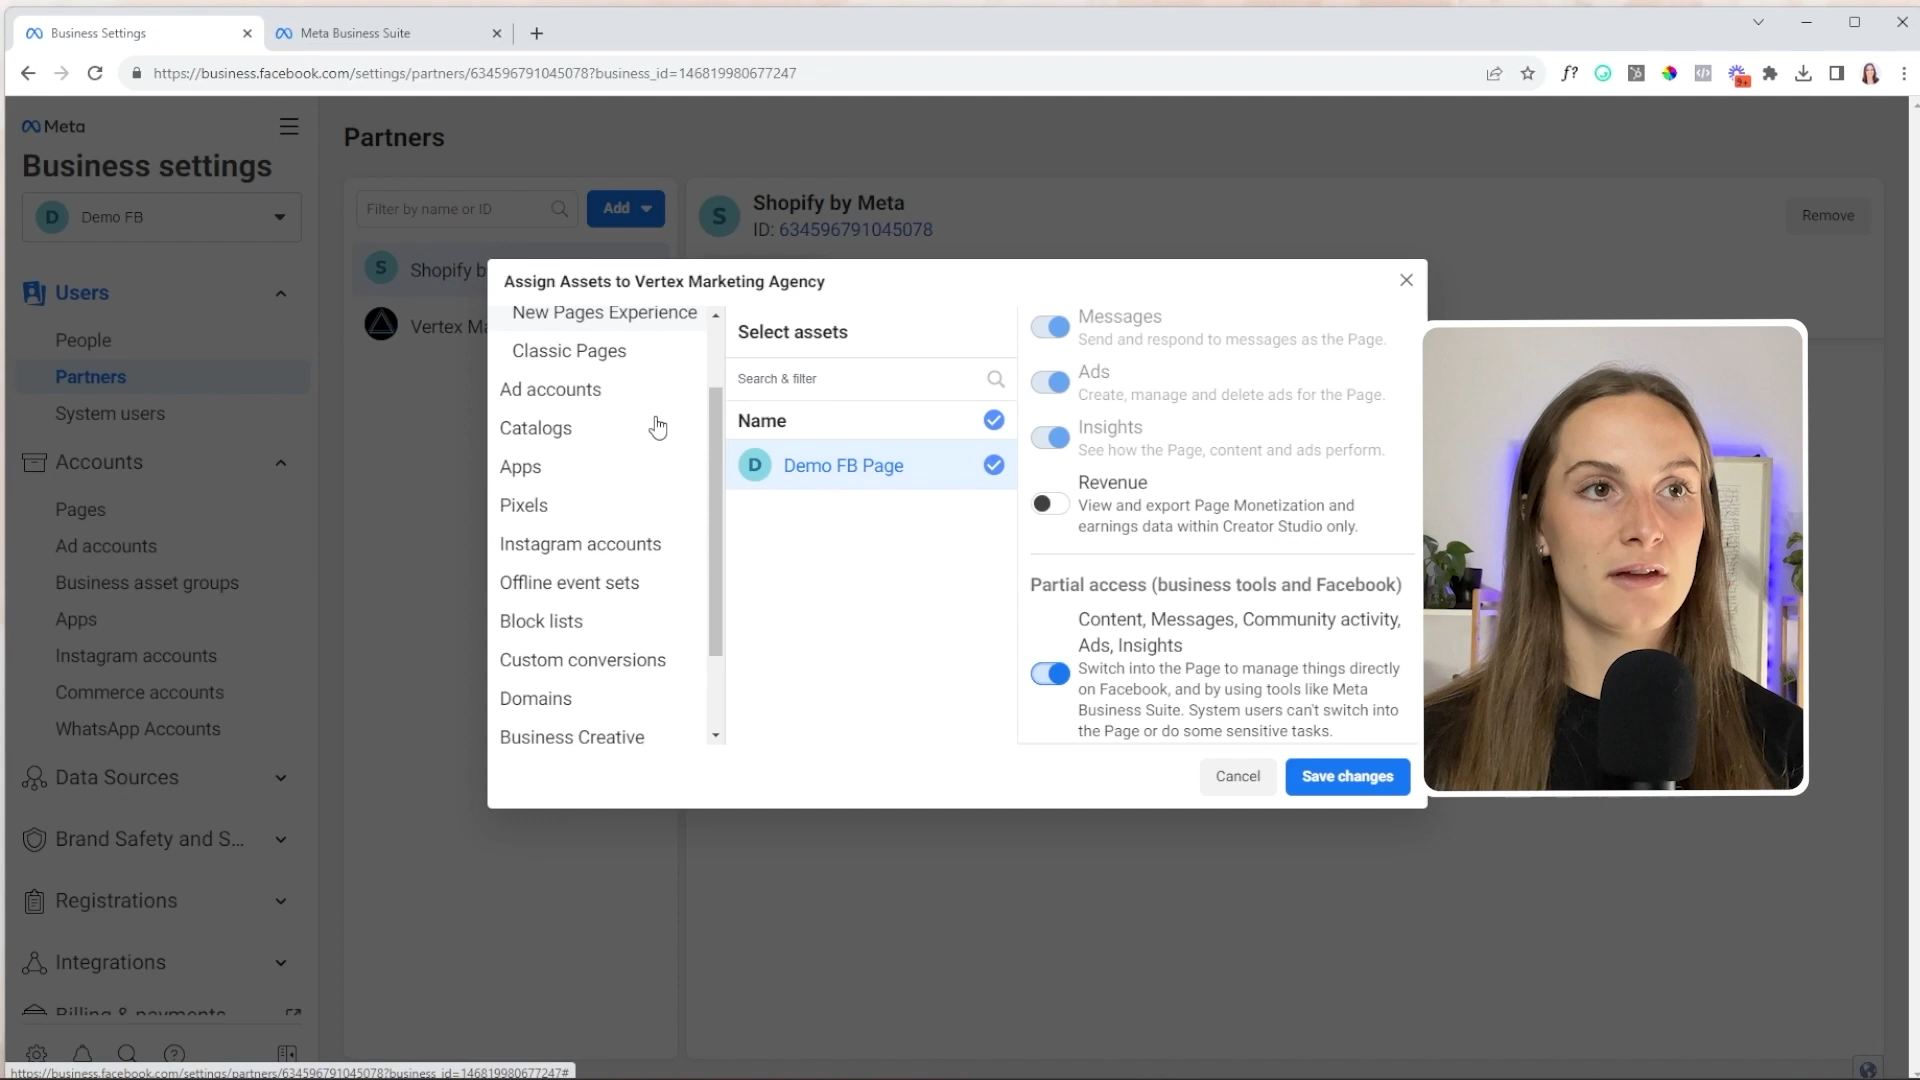 Business Settings
Meta Business Suite
https://business.facebook.com/settings/partners/634596791045078?business_id=146819980677247
f?
9+
Meta
Business settings
D
Demo FB
Users
People
Partners
System users
Accounts
Pages
Ad accounts
Business asset groups
Apps
Instagram accounts
Commerce accounts
WhatsApp Accounts
Data Sources
Brand Safety and S...
Registrations
Integrations
Billing & payments
https://business.facebook.com/settings/partners/634596791045078?business_id=146819980677247#
Partners
Filter by name or ID
Add
S
Shopify b
Vertex Ma
S
Shopify by Meta
ID: 634596791045078
Remove
Assign Assets to Vertex Marketing Agency
New Pages Experience
Classic Pages
Ad accounts
Catalogs
Apps
Pixels
Instagram accounts
Offline event sets
Block lists
Custom conversions
Domains
Business Creative
Select assets
Search & filter
Name
D
Demo FB Page
Messages
Send and respond to messages as the Page.
Ads
Create, manage and delete ads for the Page.
Insights
See how the Page, content and ads perform.
Revenue
View and export Page Monetization and
earnings data within Creator Studio only.
Partial access (business tools and Facebook)
Content, Messages, Community activity,
Ads, Insights
Switch into the Page to manage things directly
on Facebook, and by using tools like Meta
Business Suite. System users can't switch into
the Page or do some sensitive tasks.
Cancel
Save changes